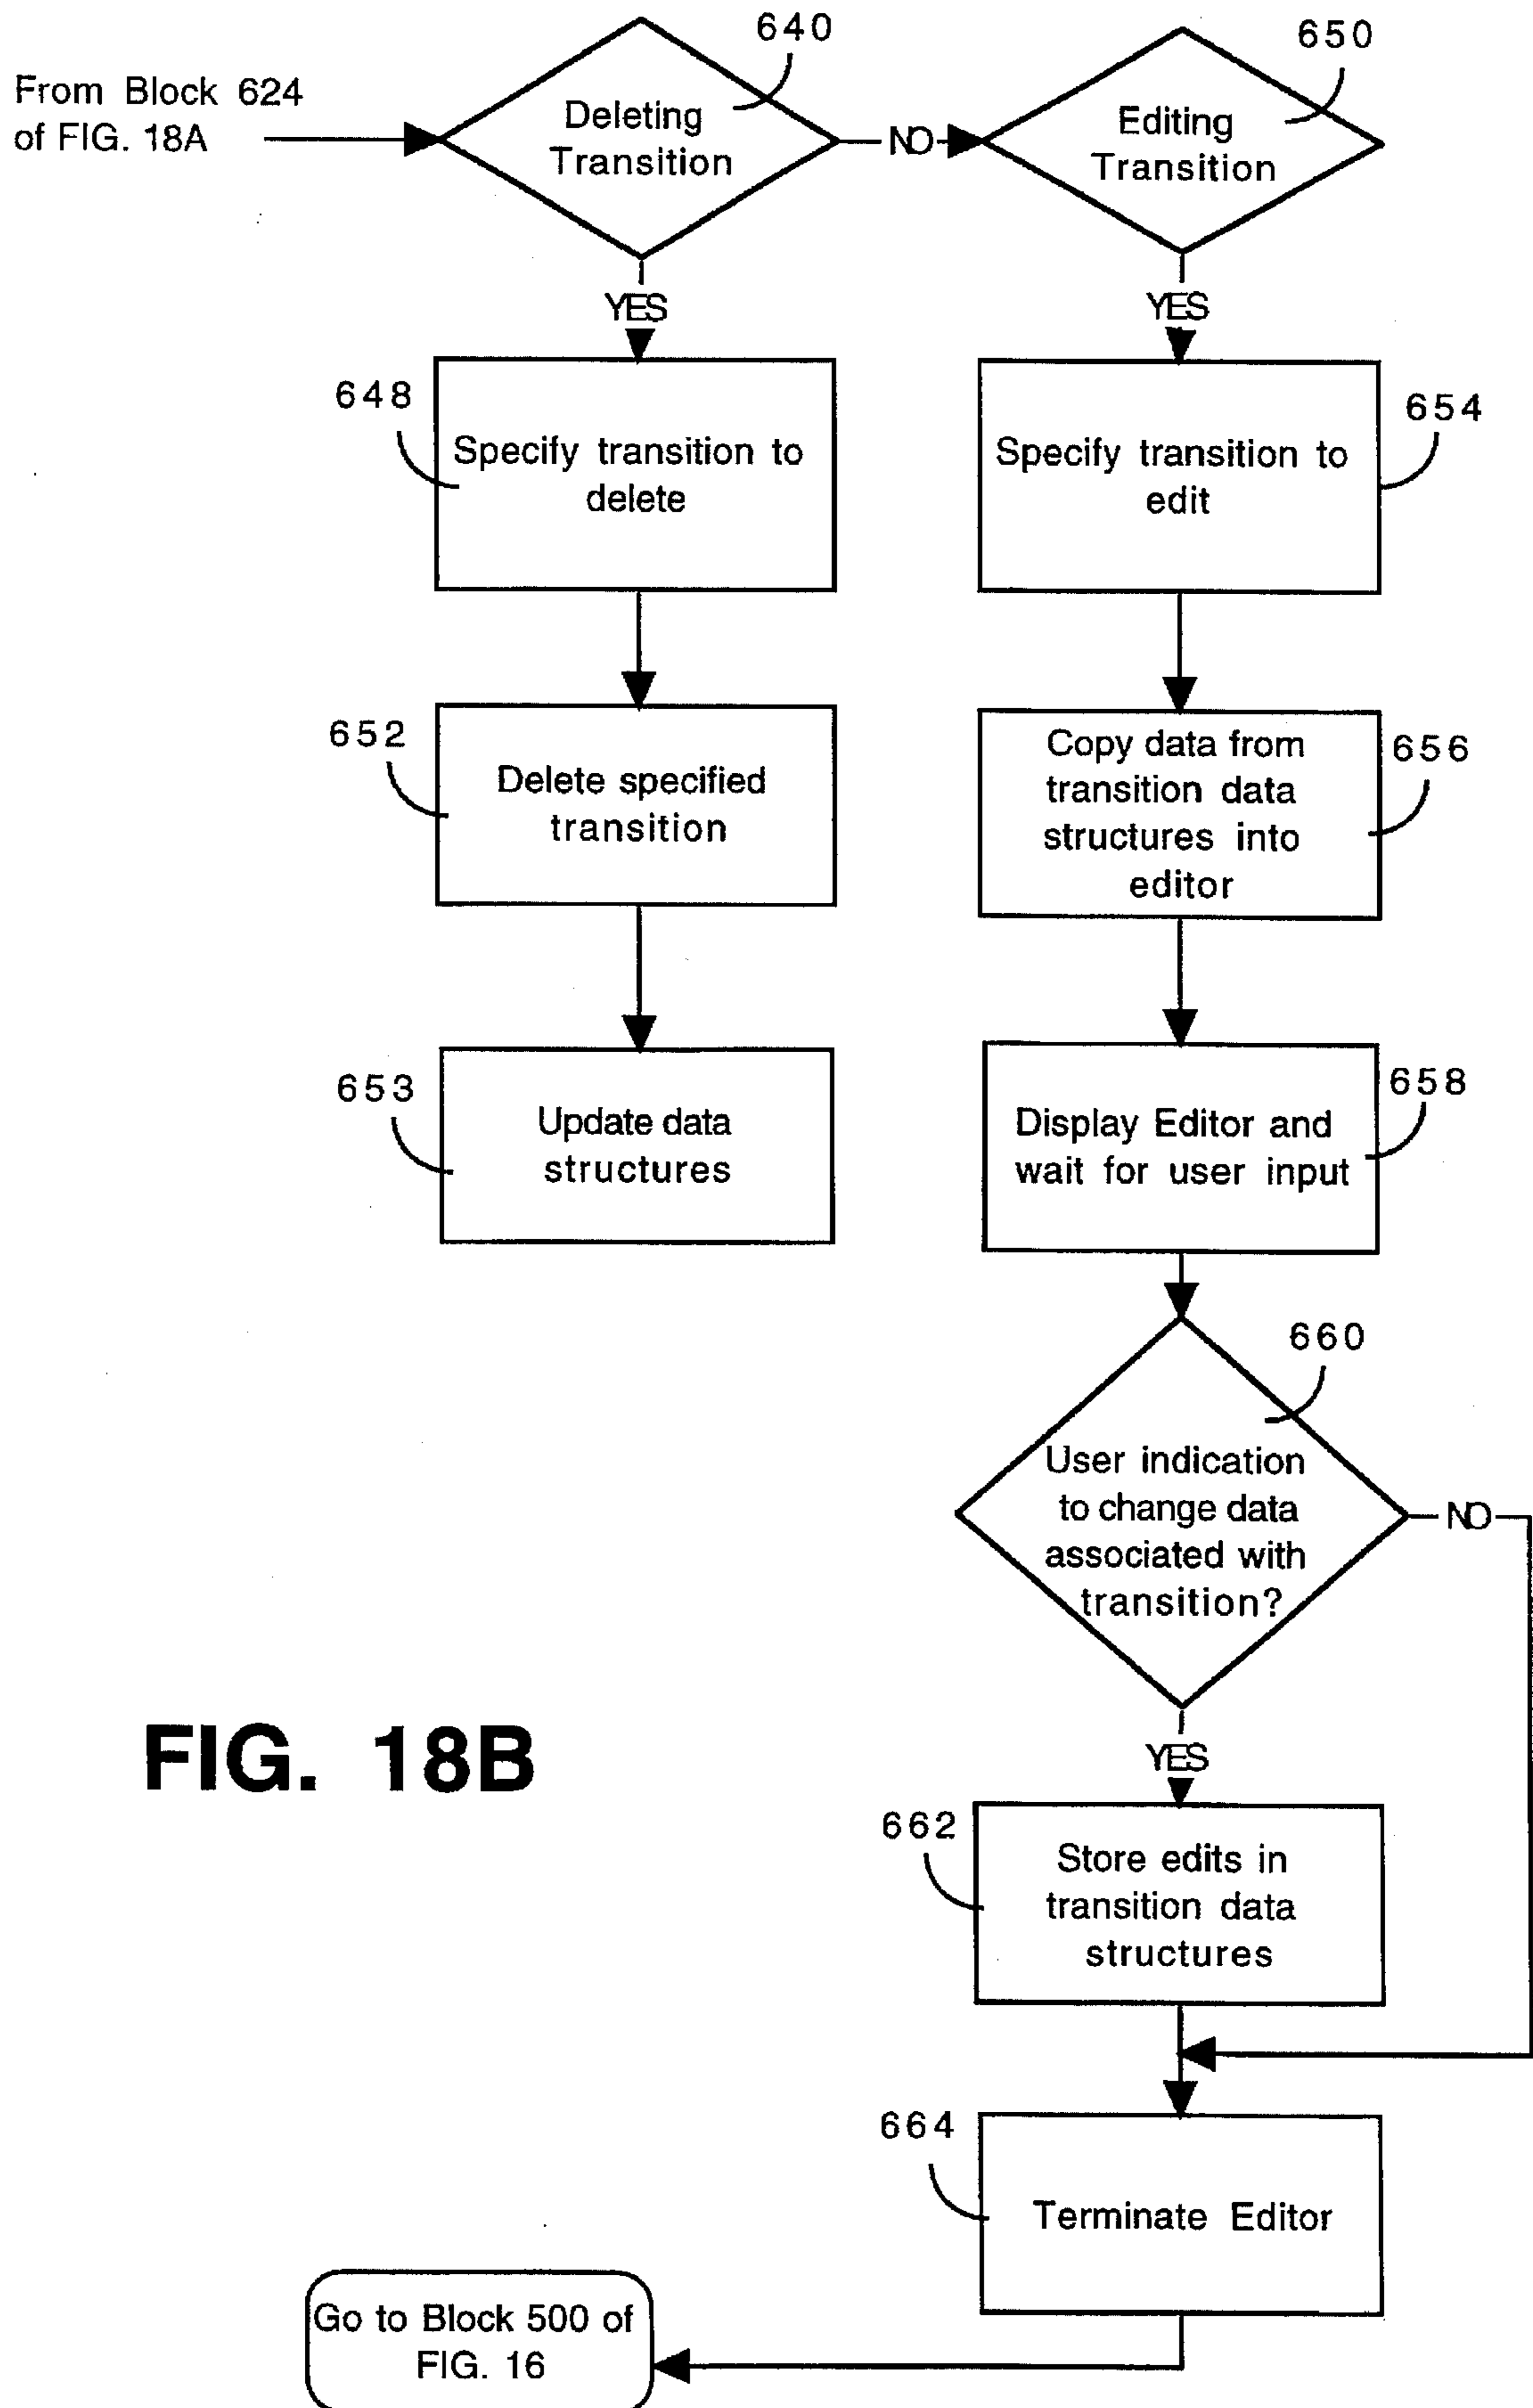 From Block 624
of FIG. 18A
640
Deleting
Transition
NO
650
Editing
Transition
YES
YES
648
Specify transition to
delete
654
Specify transition to
edit
652
Delete specified
transition
656
Copy data from
transition data
structures into
editor
653
Update data
structures
658
Display Editor and
wait for user input
660
User indication
to change data
associated with
transition?
NO
YES
FIG. 18B
662
Store edits in
transition data
structures
664
Terminate Editor
Go to Block 500 of
FIG. 16